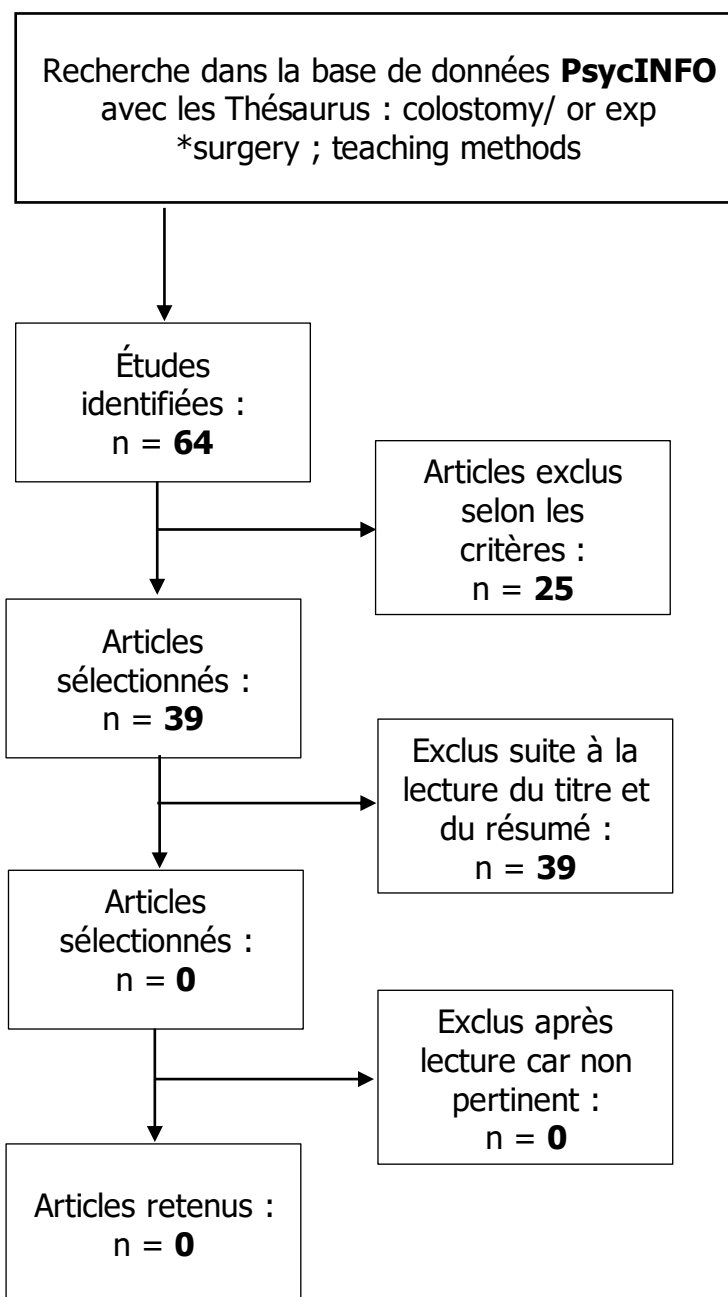 Recherche dans la base de données PsycINFO
avec les Thésaurus : colostomy/ or exp
*surgery ; teaching methods
Études
identifiées :
n = 64
Articles exclus
selon les
critères :
n = 25
Articles
sélectionnés :
n = 39
Exclus suite à la
lecture du titre et
du résumé :
n = 39
Articles
sélectionnés :
n = 0
Exclus après
lecture car non
pertinent :
n = 0
Articles retenus :
n = 0